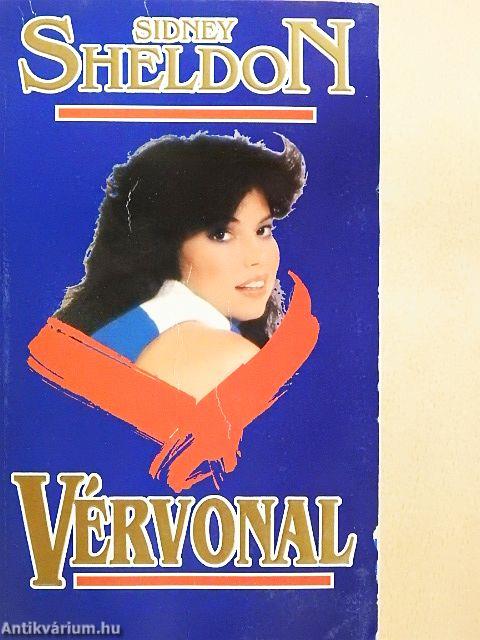 SIDNEY
SHELDON
VÉRVONAL
Antikvárium.hu